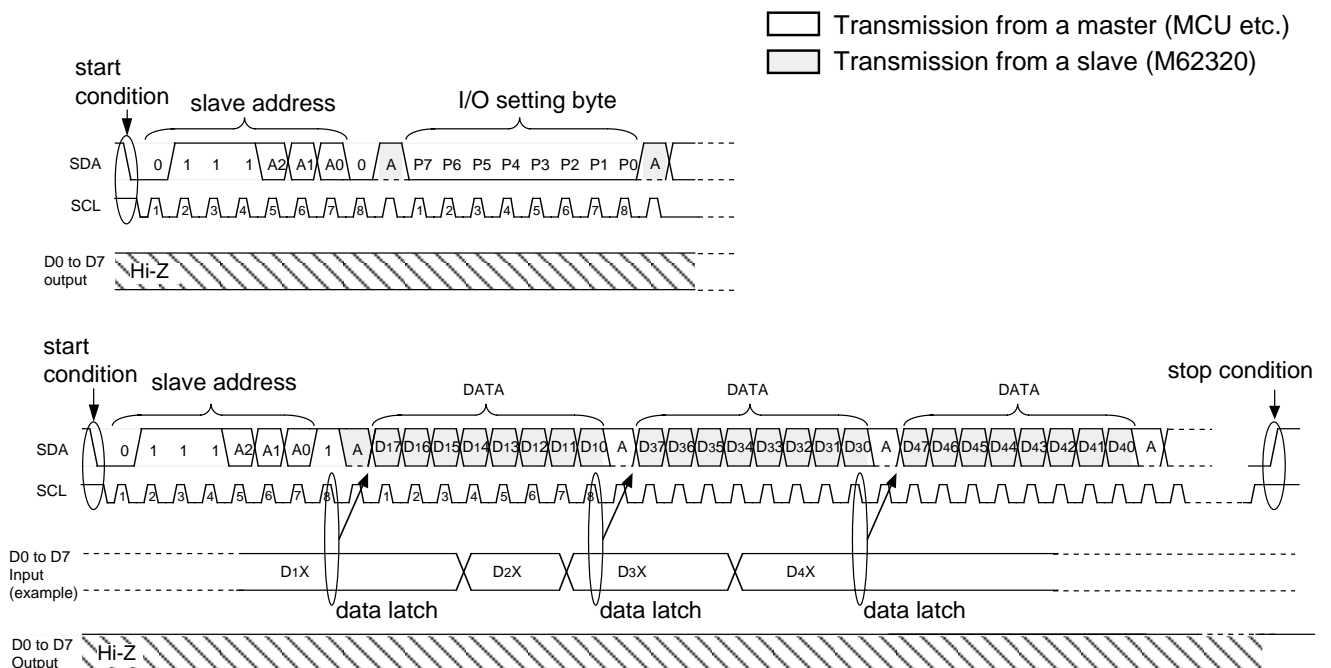 Transmission from a master (MCU etc.)
Transmission from a slave (M62320)
start
condition
slave address
I/O setting byte
SDA
0 1 1 1 A2 A1 A0 0 A P7 P6 P5 P4 P3 P2 P1 P0 A
SCL
1 2 3 4 5 6 7 8 1 2 3 4 5 6 7 8
D0 to D7
output
Hi-Z
start
condition
slave address
DATA
DATA
DATA
stop condition
SDA
0 1 1 1 A2 A1 A0 1 A D17 D16 D15 D14 D13 D12 D11 D10 A D37 D36 D35 D34 D33 D32 D31 D30 A D47 D46 D45 D44 D43 D42 D41 D40 A
SCL
1 2 3 4 5 6 7 8 1 2 3 4 5 6 7 8
D0 to D7
Input
(example)
D1X D2X D3X D4X
data latch
data latch
data latch
D0 to D7
Output
Hi-Z